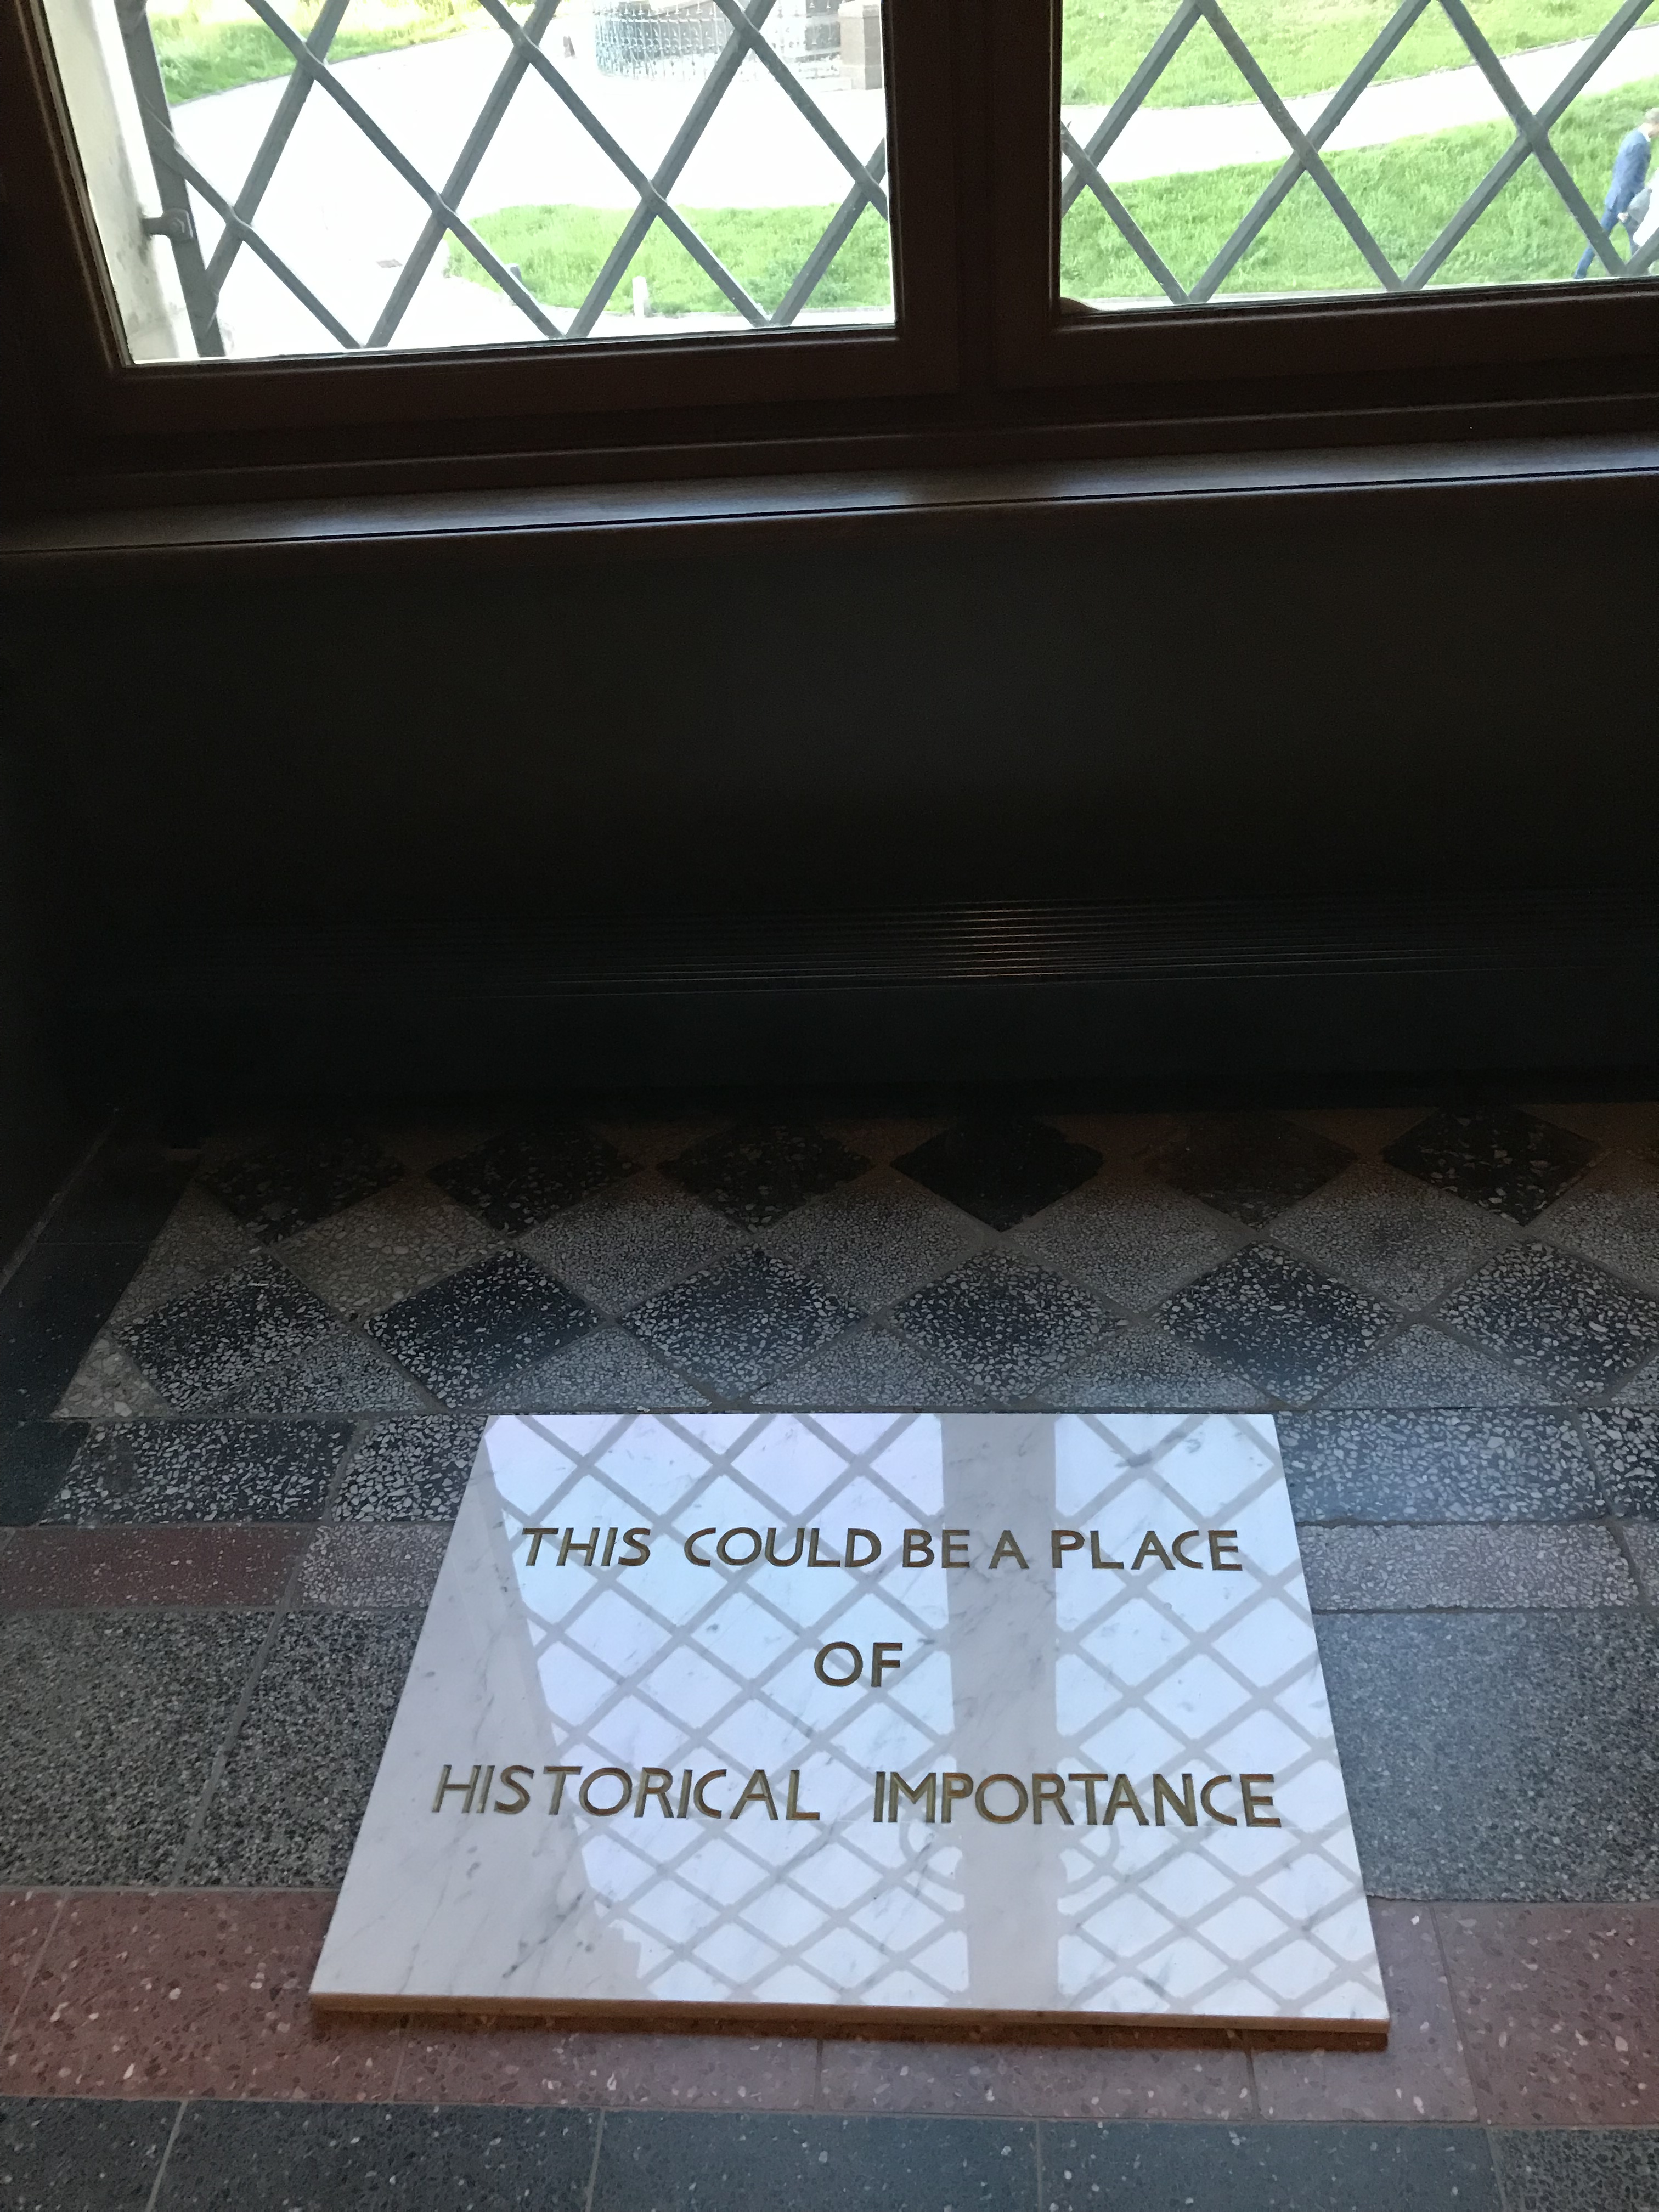 THIS COULD BE A PLACE
OF
HISTORICAL IMPORTANCE